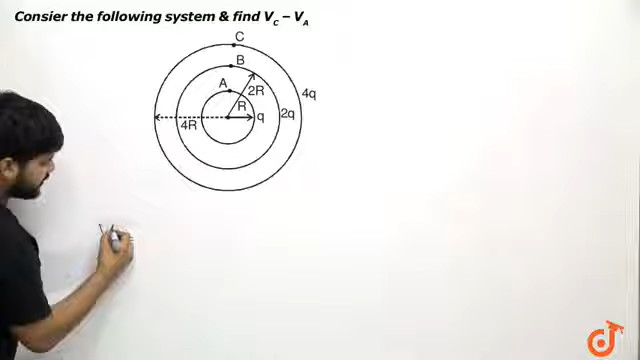 Consier the following system & find V_C – V_A
C
B
A
2R
4q
R
4R
q
2q
V
d